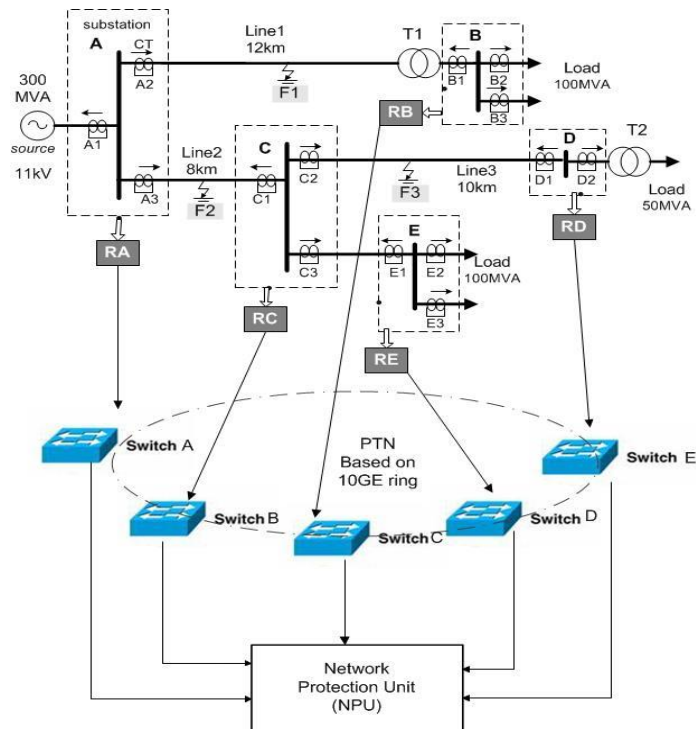 substation
A
CT
A2
Line1
12km
F1
T1
B
B1
B2
B3
Load
100MVA
300
MVA
source
11kV
A1
RB
A3
Line2
8km
F2
C
C1
C2
C3
F3
Line3
10km
D
D1
D2
T2
Load
50MVA
RA
RC
E
E1
E2
E3
Load
100MVA
RD
RE
Switch A
Switch B
Switch C
Switch D
Switch E
PTN
Based on
10GE ring
Network
Protection Unit
(NPU)